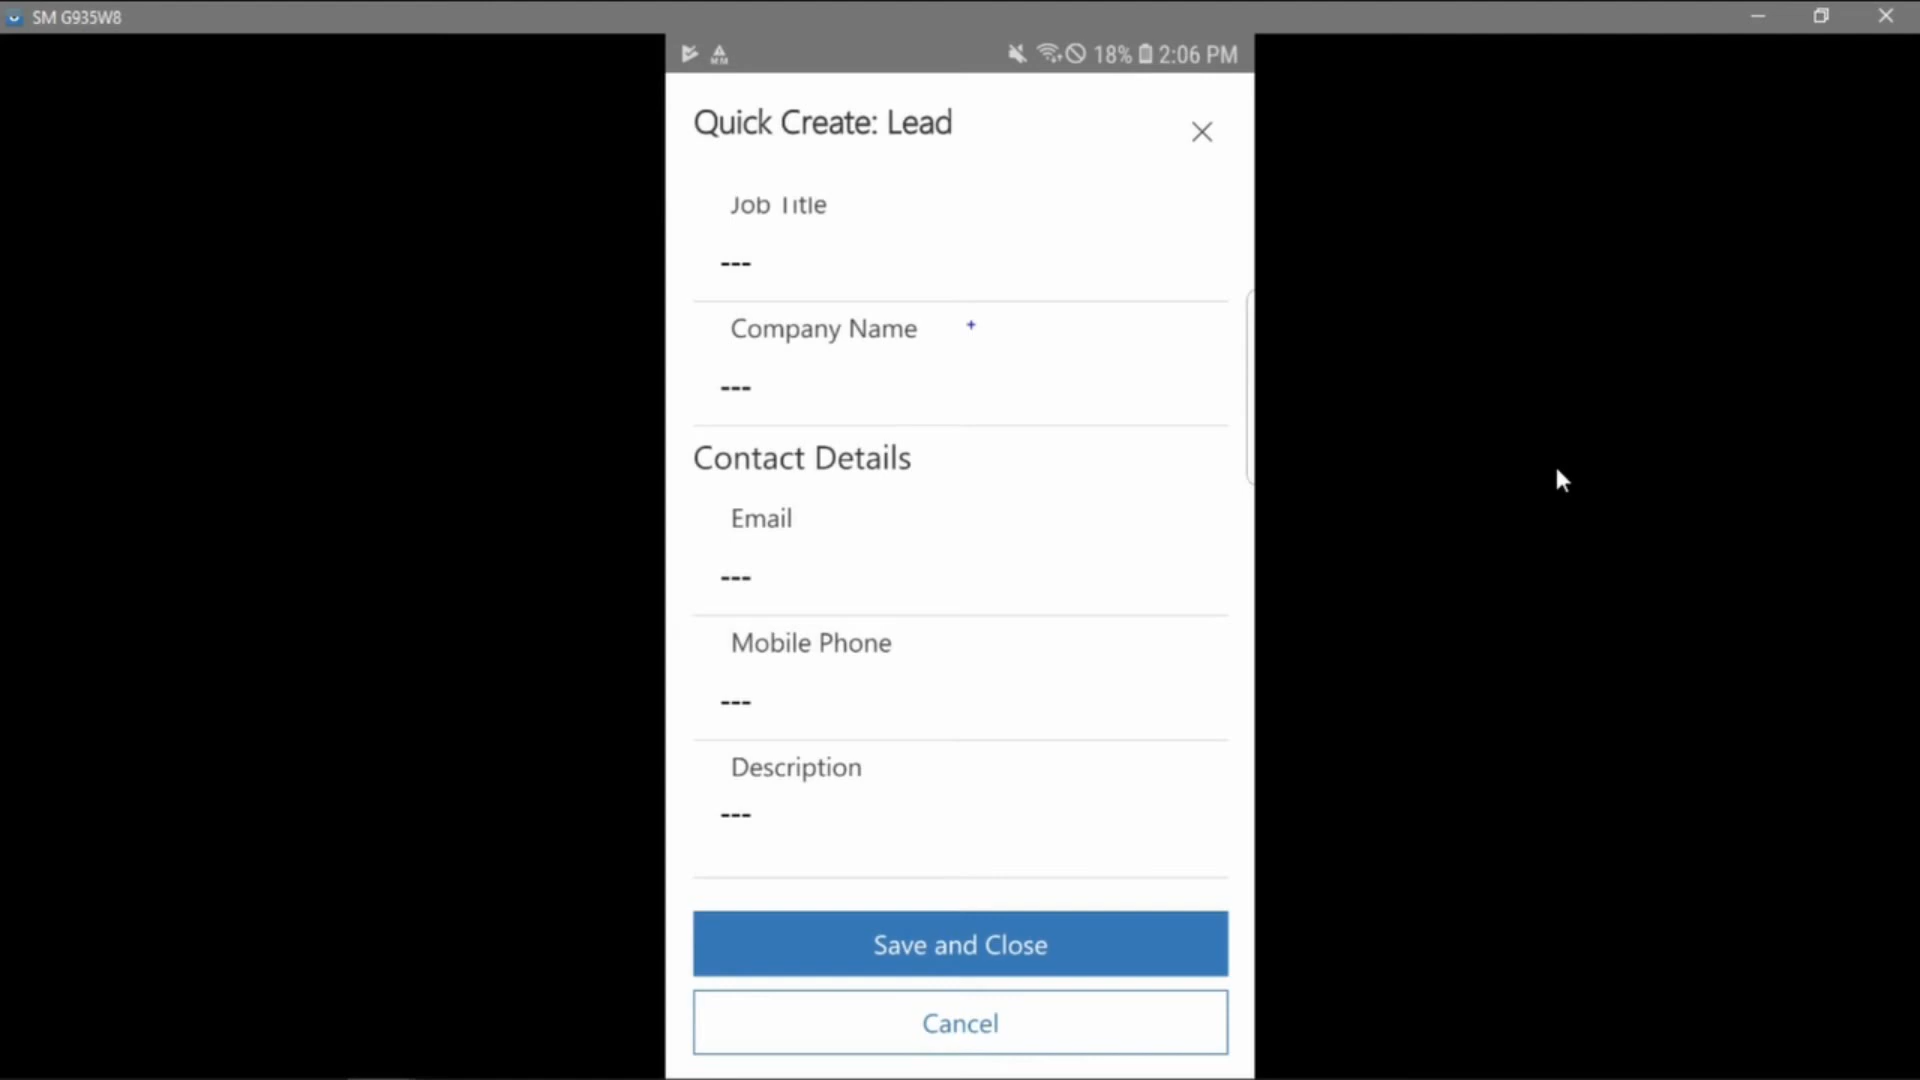 SM G935W8
18% 2:06 PM
Quick Create: Lead
Job Title
---
Company Name +
---
Contact Details
Email
---
Mobile Phone
---
Description
---
Save and Close
Cancel